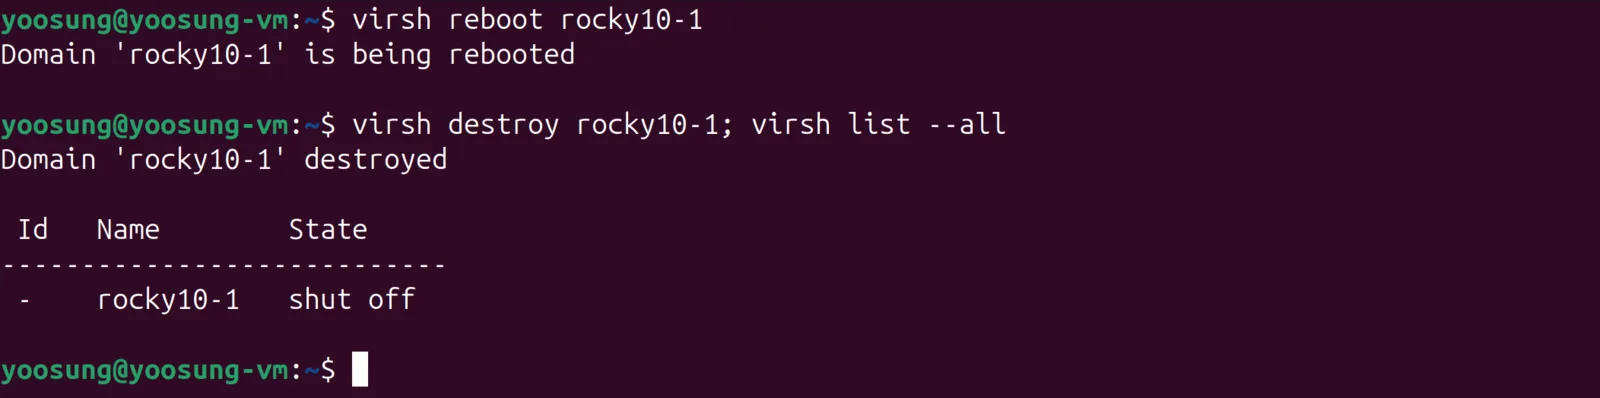 yoosung@yoosung-vm:~$ virsh reboot rocky10-1
Domain 'rocky10-1' is being rebooted
yoosung@yoosung-vm:~$ virsh destroy rocky10-1; virsh list --all
Domain 'rocky10-1' destroyed
 Id   Name        State
----------------------------
 -    rocky10-1   shut off
yoosung@yoosung-vm:~$